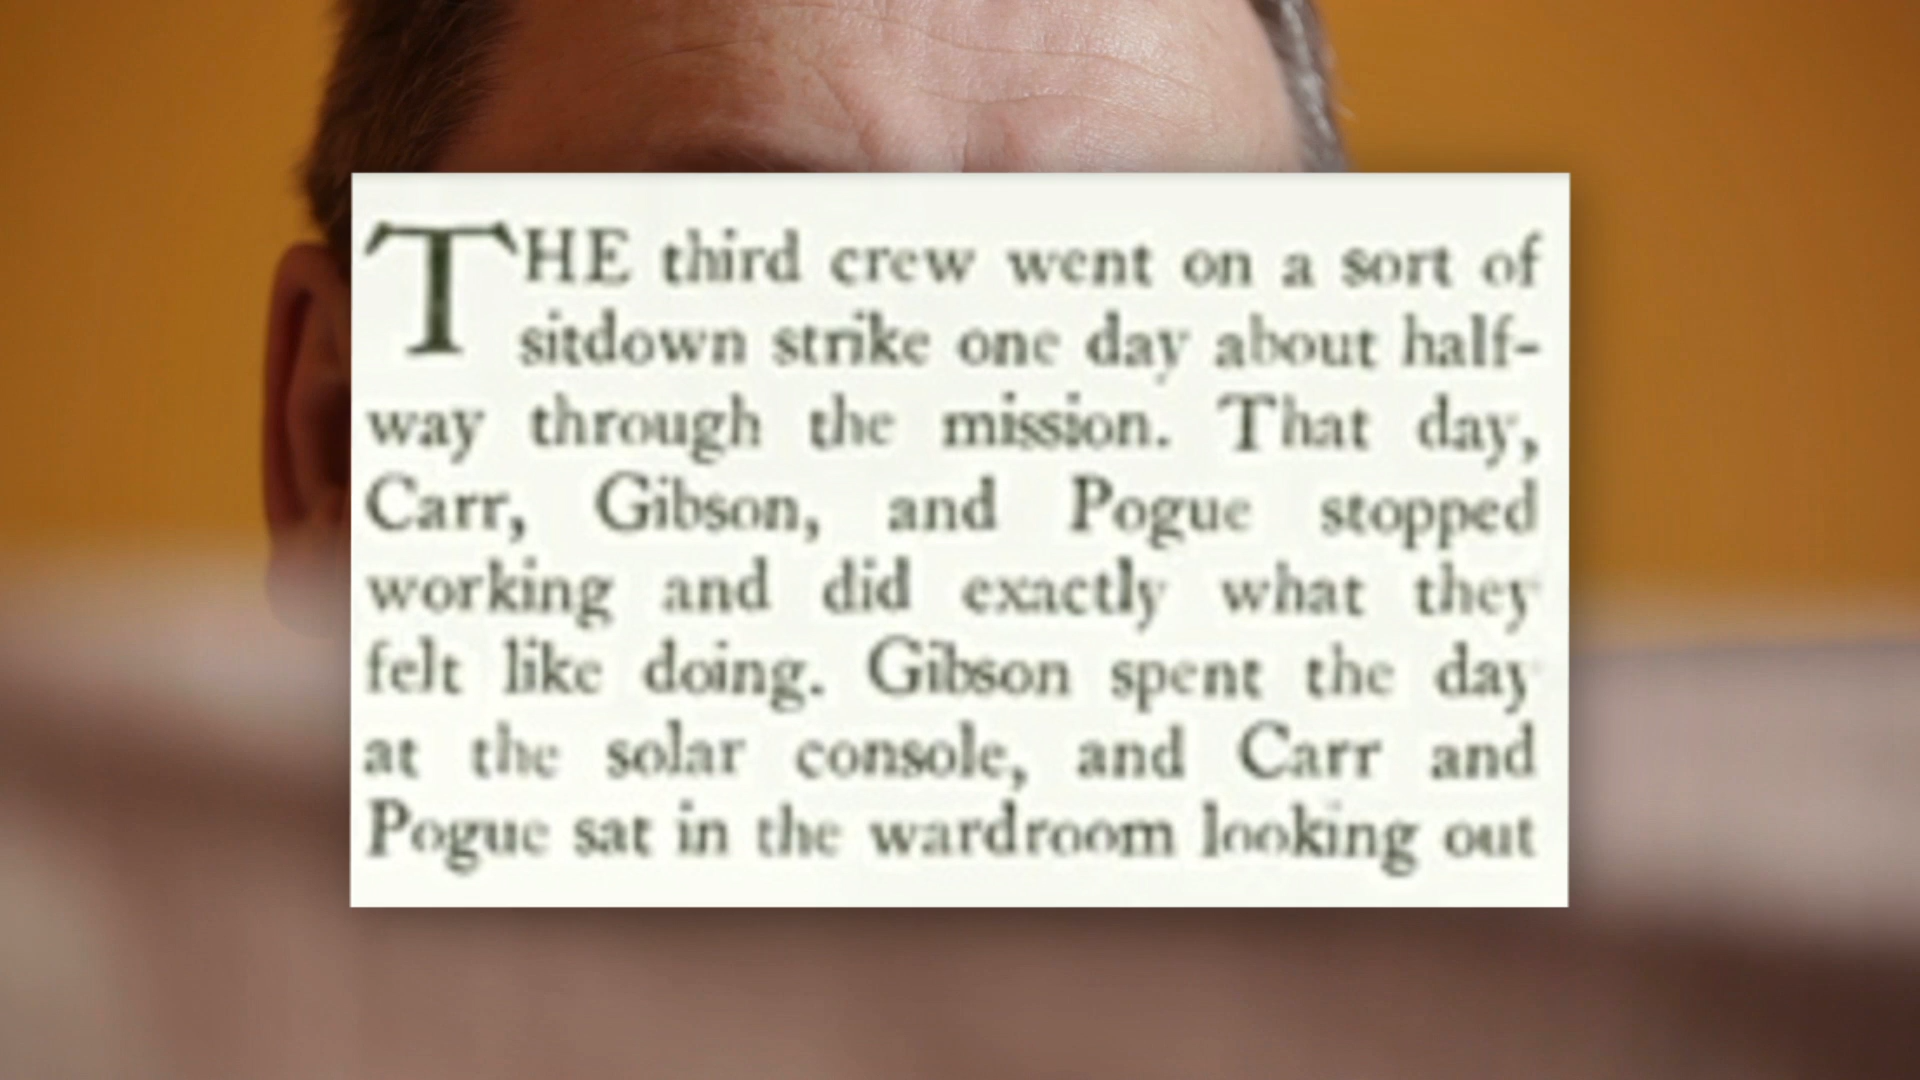 THE third crew went on a sort of
sitdown strike one day about half-
way through the mission. That day,
Carr, Gibson, and Pogue stopped
working and did exactly what they
felt like doing. Gibson spent the day
at the solar console, and Carr and
Pogue sat in the wardroom looking out